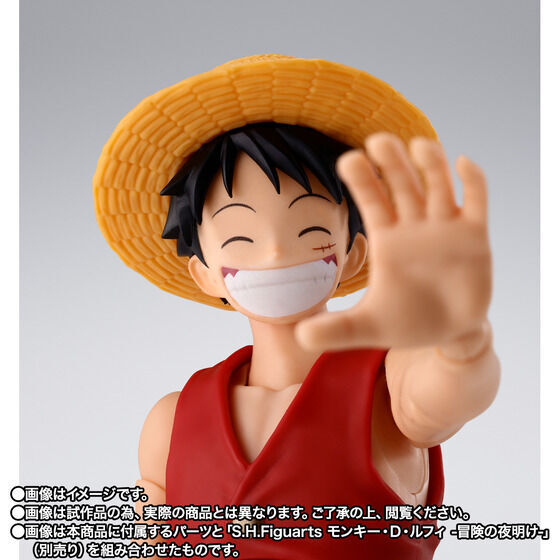 ●画像はイメージです。
●画像は試作品の為、実際の商品とは異なります。ご了承の上、閲覧ください。
●画像は本商品に付属するパーツと「S.H.Figuarts モンキー・D・ルフィ -冒険の夜明け-」
(別売り)を組み合わせたものです。